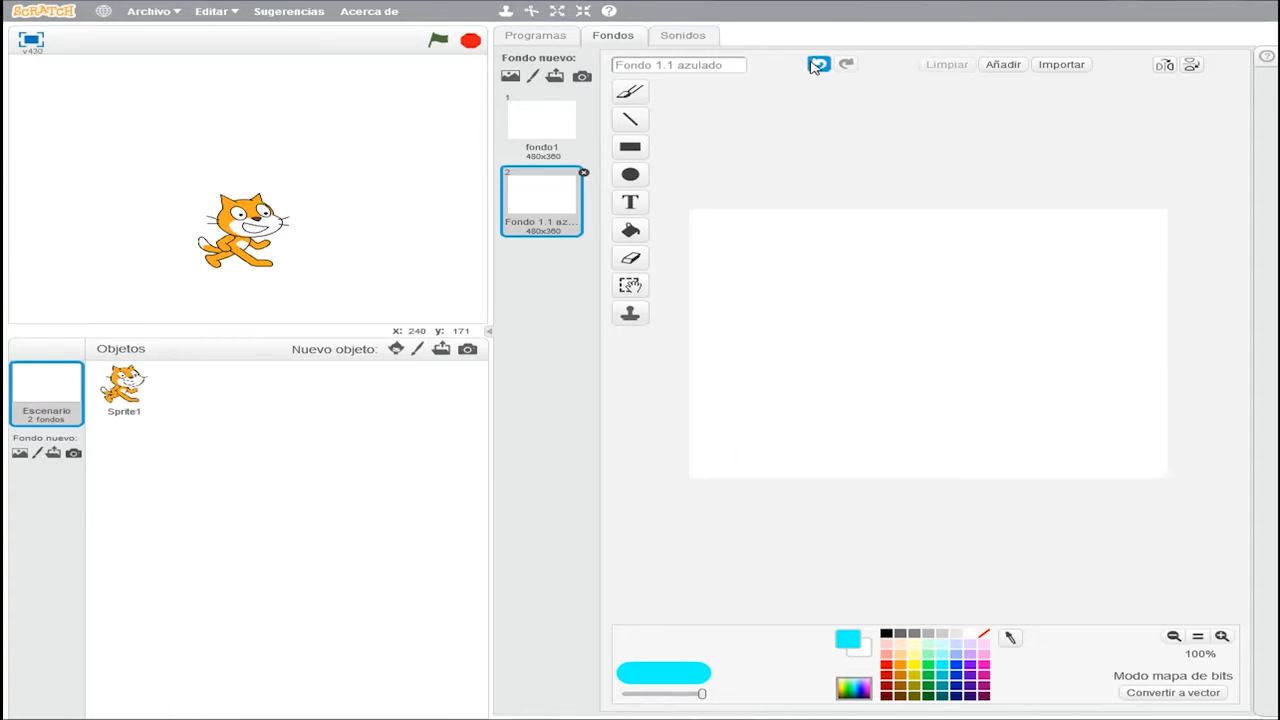 SCRATCH
Archivo
Editar
Sugerencias
Acerca de
v430
Programas
Fondos
Sonidos
Fondo nuevo:
1
fondo1
480x360
2
Fondo 1.1 az...
480x360
Fondo 1.1 azulado
Limpiar
Añadir
Importar
T
x: 240 y: 171
Objetos
Nuevo objeto:
Escenario
2 fondos
Sprite1
Fondo nuevo:
100%
Modo mapa de bits
Convertir a vector